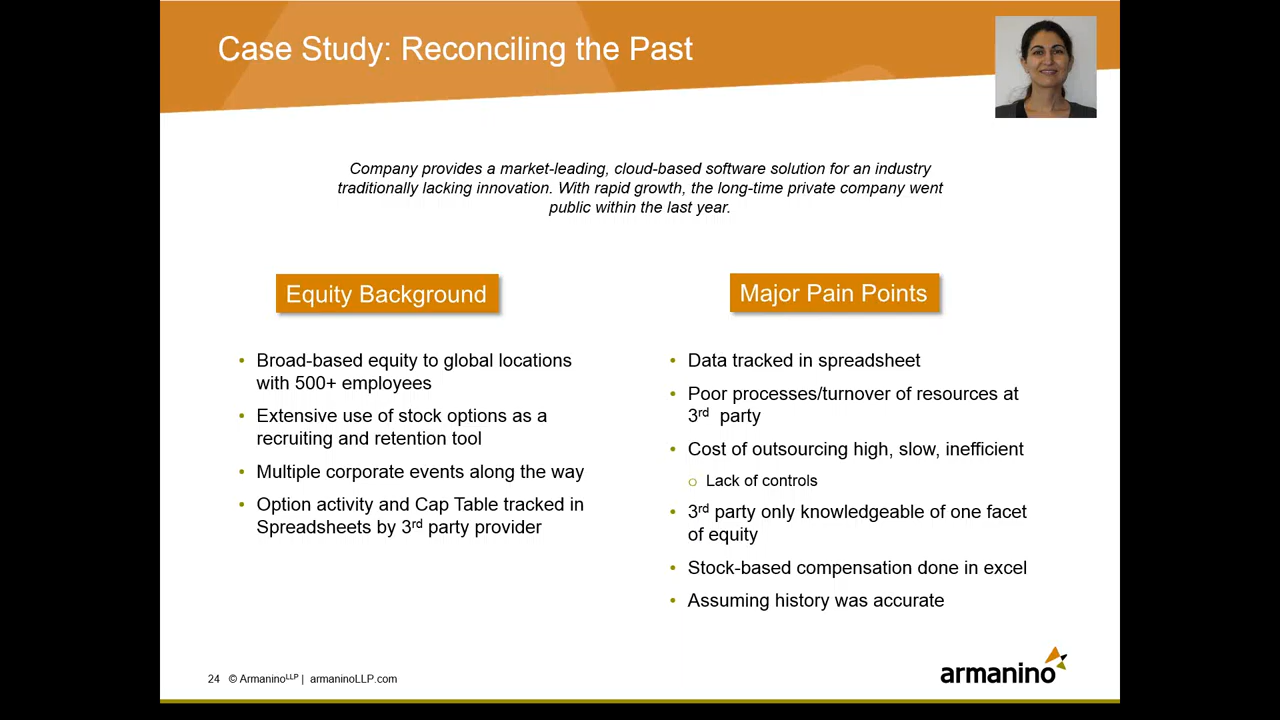 Case Study: Reconciling the Past
Company provides a market-leading, cloud-based software solution for an industry
traditionally lacking innovation. With rapid growth, the long-time private company went
public within the last year.
Equity Background
• Broad-based equity to global locations
with 500+ employees
• Extensive use of stock options as a
recruiting and retention tool
• Multiple corporate events along the way
• Option activity and Cap Table tracked in
Spreadsheets by 3rd party provider
Major Pain Points
• Data tracked in spreadsheet
• Poor processes/turnover of resources at
3rd party
• Cost of outsourcing high, slow, inefficient
o Lack of controls
• 3rd party only knowledgeable of one facet
of equity
• Stock-based compensation done in excel
• Assuming history was accurate
24 © ArmaninoLLP | armaninoLLP.com
armanino